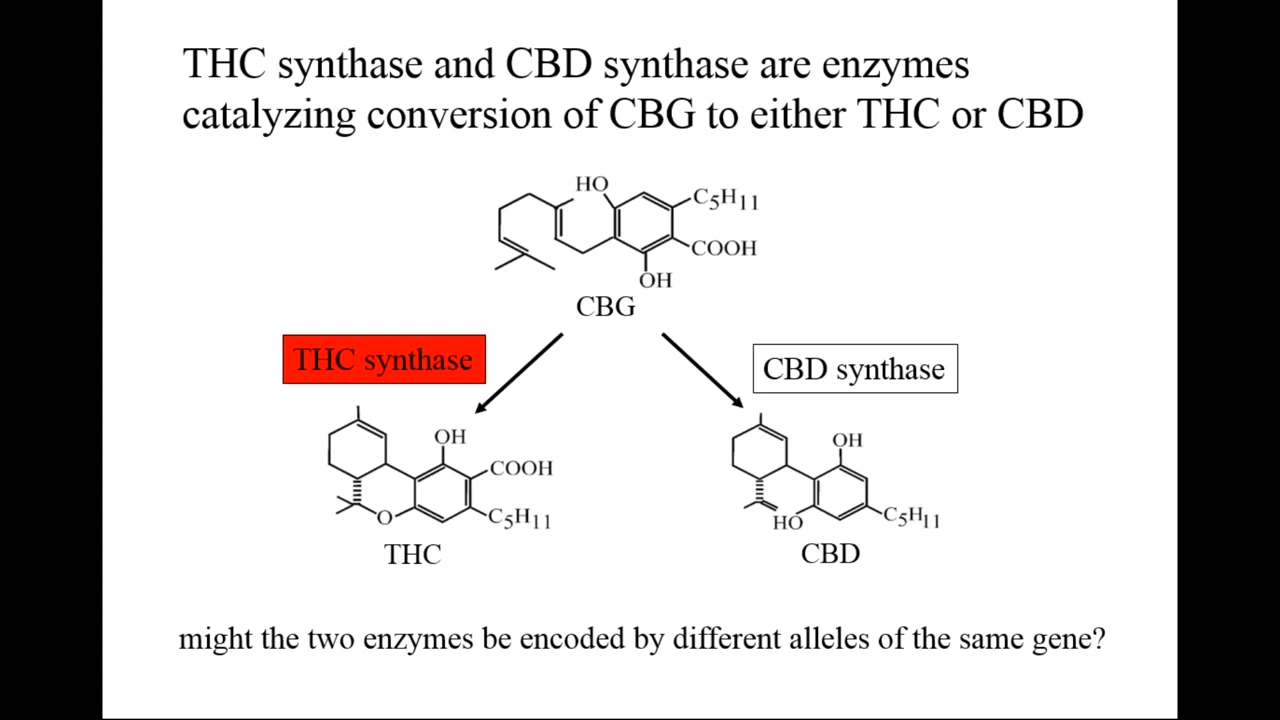 THC synthase and CBD synthase are enzymes
catalyzing conversion of CBG to either THC or CBD
HO
C5H11
COOH
OH
CBG
THC synthase
CBD synthase
OH
COOH
O
C5H11
THC
OH
HO
C5H11
CBD
might the two enzymes be encoded by different alleles of the same gene?